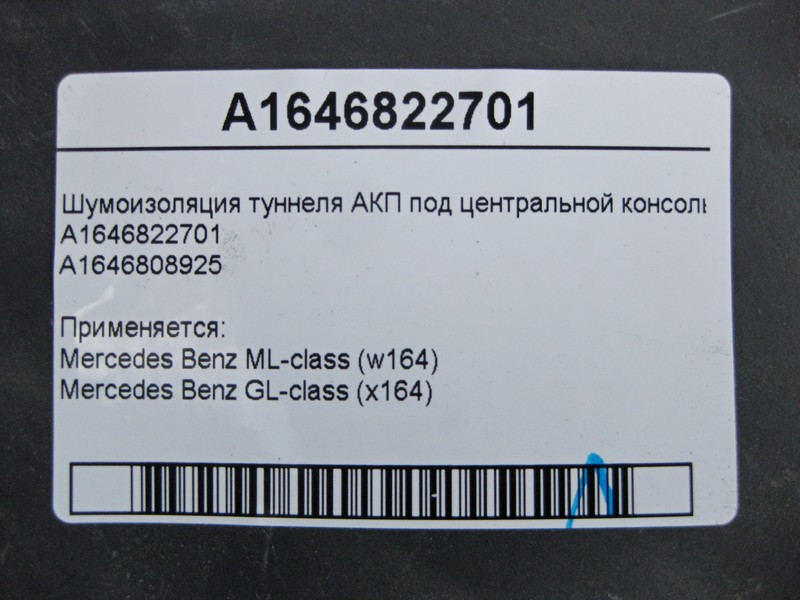 A1646822701
Шумоизоляция туннеля АКП под центральной
A1646822701
A1646808925
Применяется:
Mercedes Benz ML-class (w164)
Mercedes Benz GL-class (x164)